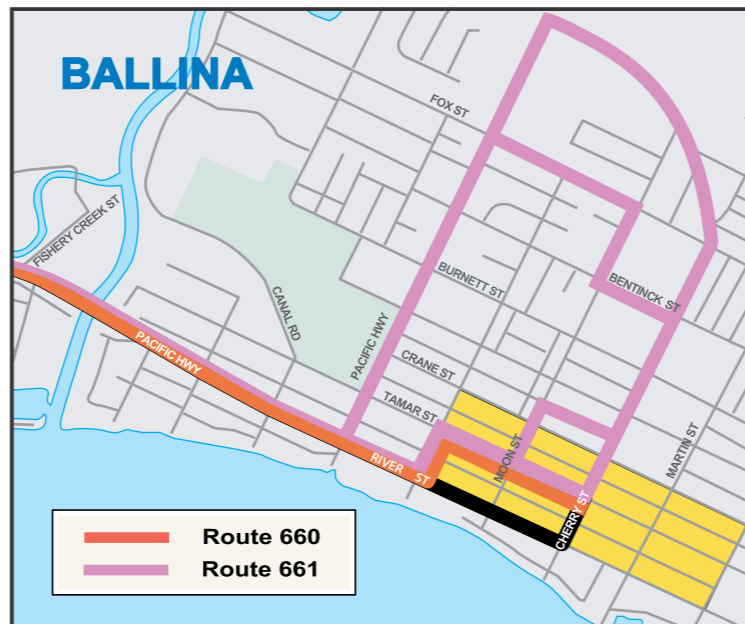 BALLINA
FOX ST
FISHERY CREEK ST
BURNETT ST
BENTINCK ST
CANAL RD
PACIFIC HWY
PACIFIC HWY
CRANE ST
TAMAR ST
MOON ST
MARTIN ST
RIVER ST
CHERRY ST
Route 660
Route 661